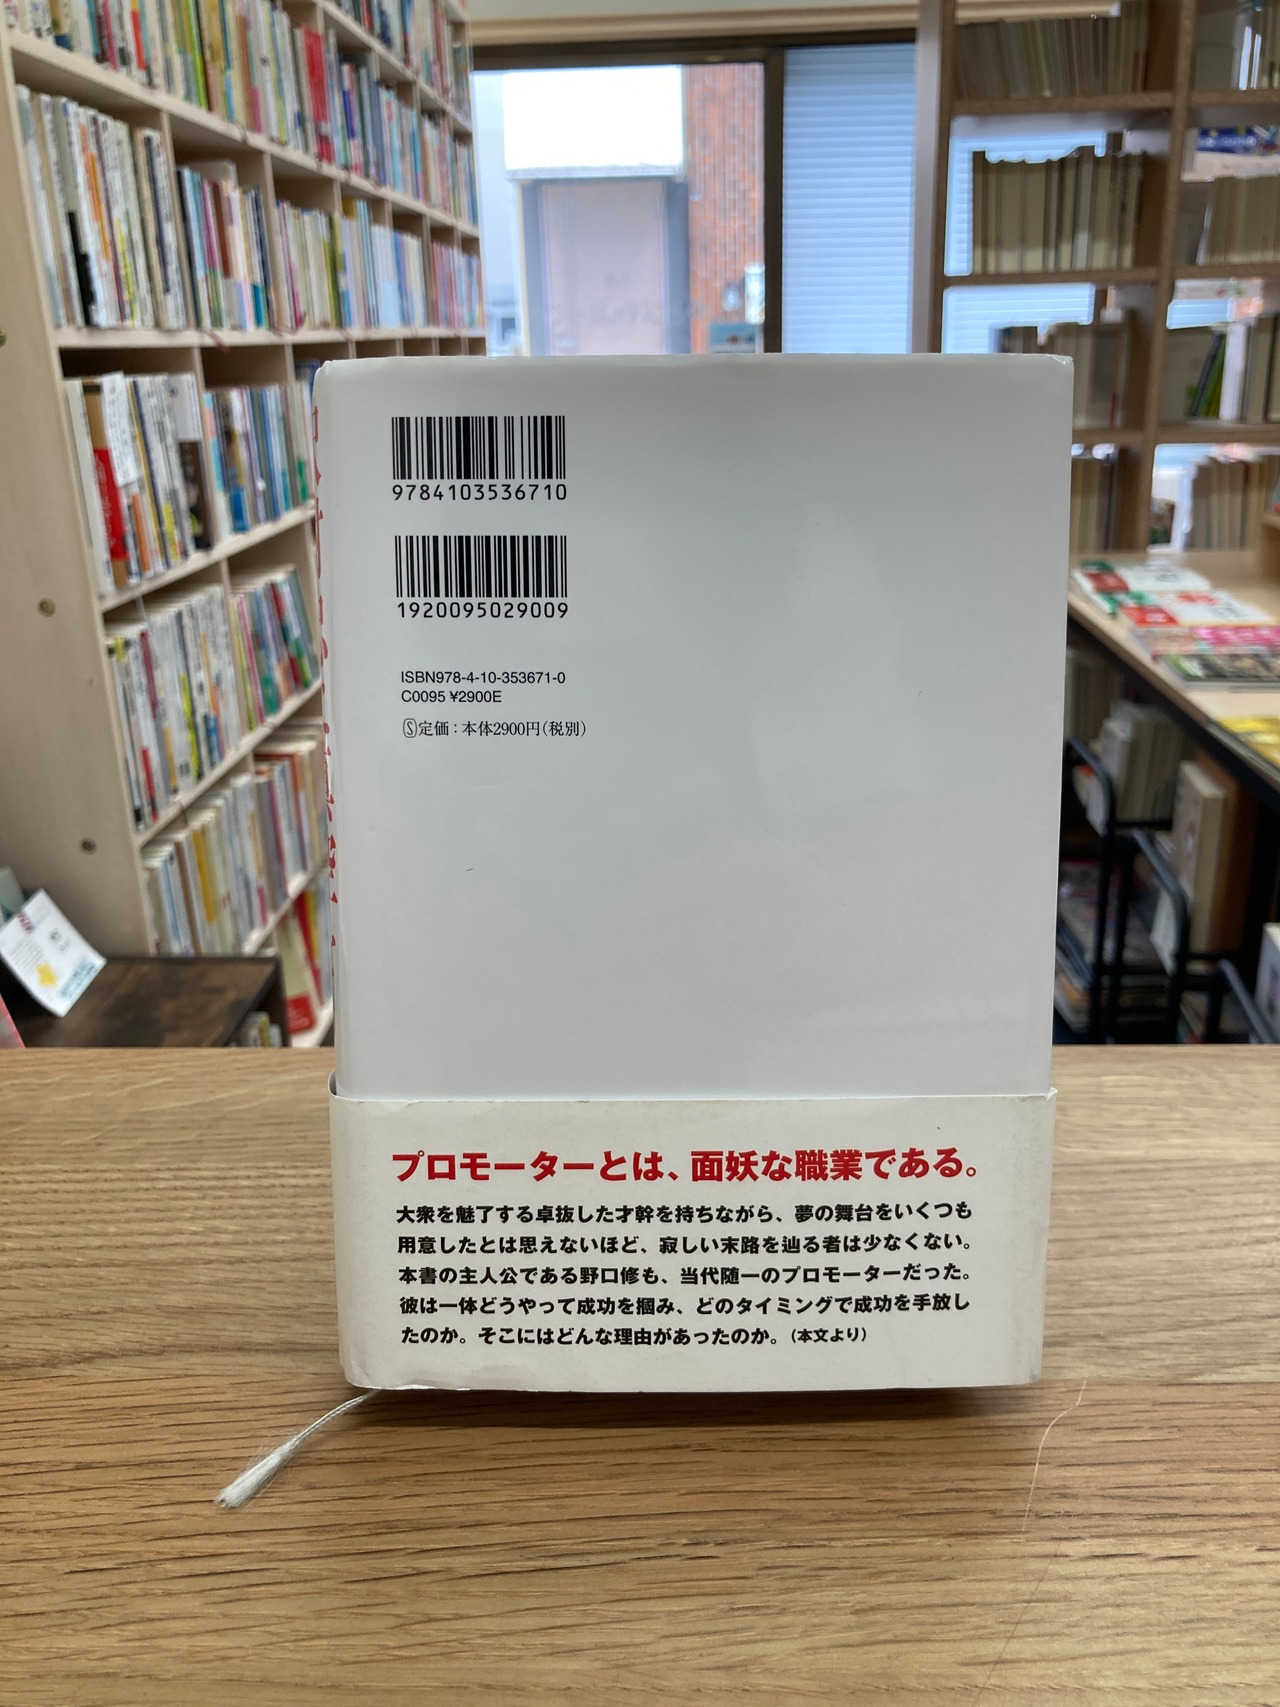 9784103536710
1920095029009
ISBN978-4-10-353671-0
C0095 ¥2900E
Ⓢ定価：本体2900円（税別）
プロモーターとは、面妖な職業である。
大衆を魅了する卓抜した才幹を持ちながら、夢の舞台をいくつも
用意したとは思えないほど、寂しい末路を辿る者は少なくない。
本書の主人公である野口修も、当代随一のプロモーターだった。
彼は一体どうやって成功を掴み、どのタイミングで成功を手放し
たのか。そこにはどんな理由があったのか。（本文より）